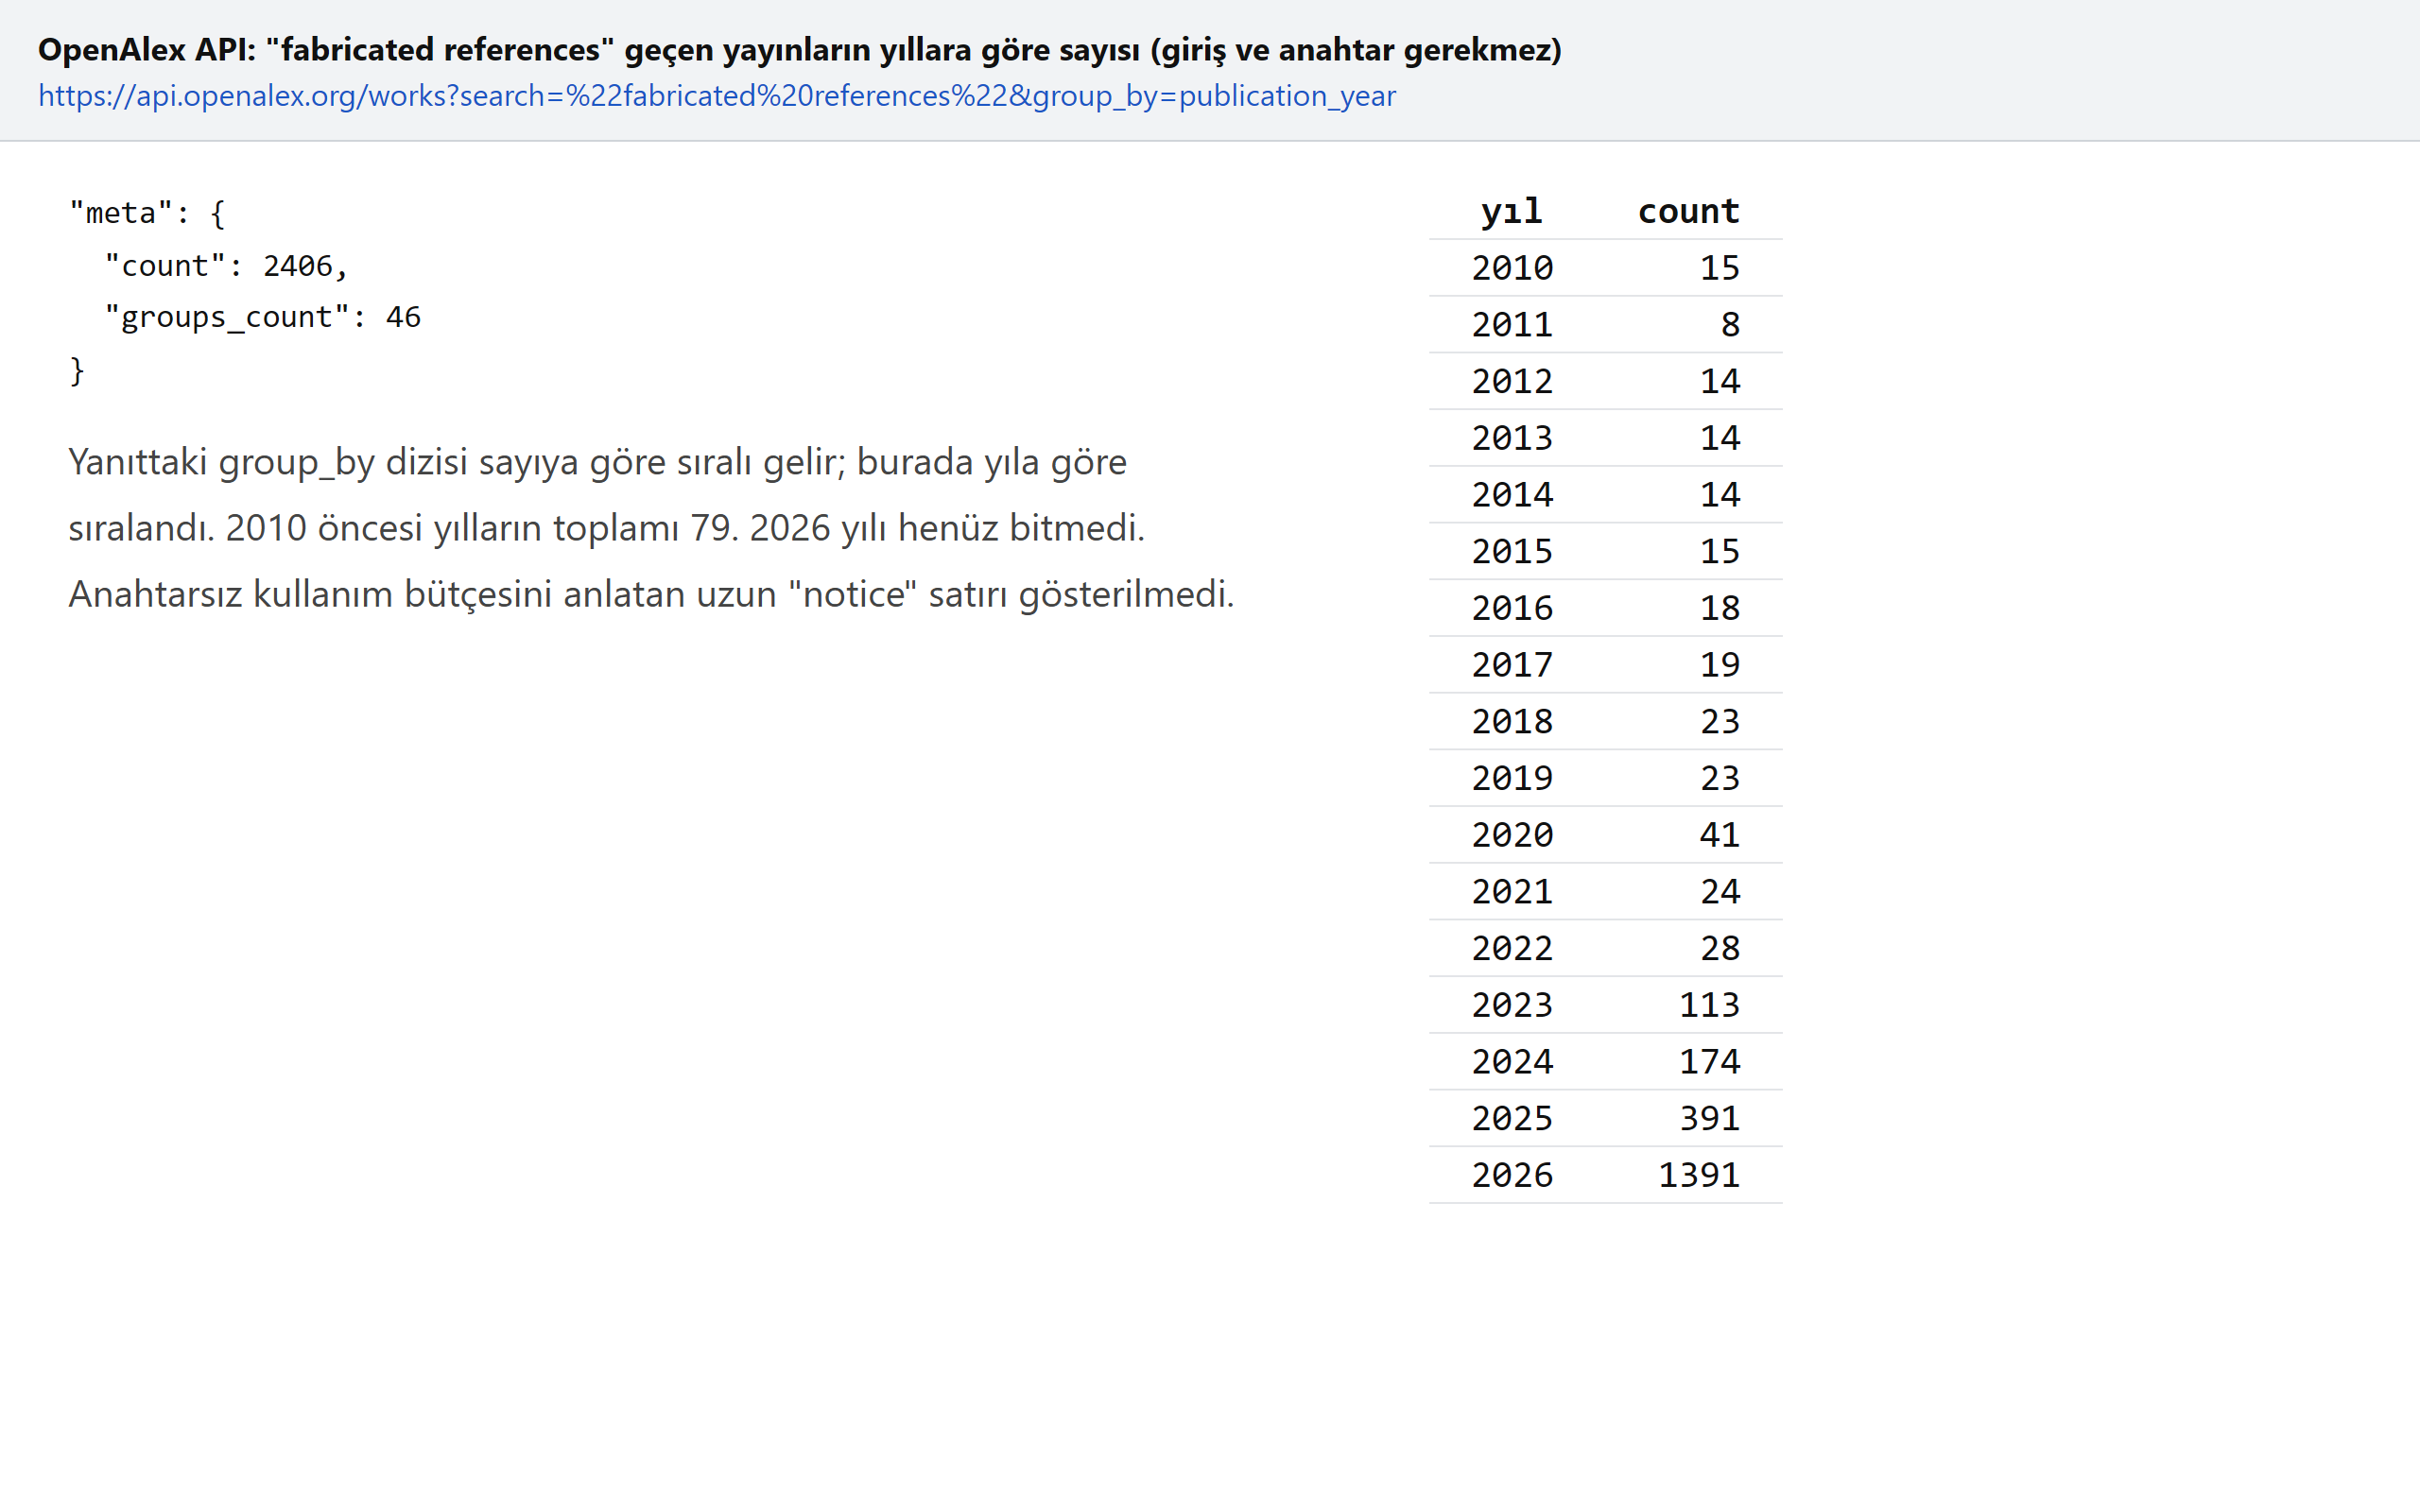 OpenAlex API: "fabricated references" geçen yayınların yıllara göre sayısı (giriş ve anahtar gerekmez)
https://api.openalex.org/works?search=%22fabricated%20references%22&group_by=publication_year
"meta": {
"count": 2406,
"groups_count": 46
}
Yanıttaki group_by dizisi sayıya göre sıralı gelir; burada yıla göre
sıralandı. 2010 öncesi yılların toplamı 79. 2026 yılı henüz bitmedi.
Anahtarsız kullanım bütçesini anlatan uzun "notice" satırı gösterilmedi.
yıl count
2010 15
2011 8
2012 14
2013 14
2014 14
2015 15
2016 18
2017 19
2018 23
2019 23
2020 41
2021 24
2022 28
2023 113
2024 174
2025 391
2026 1391